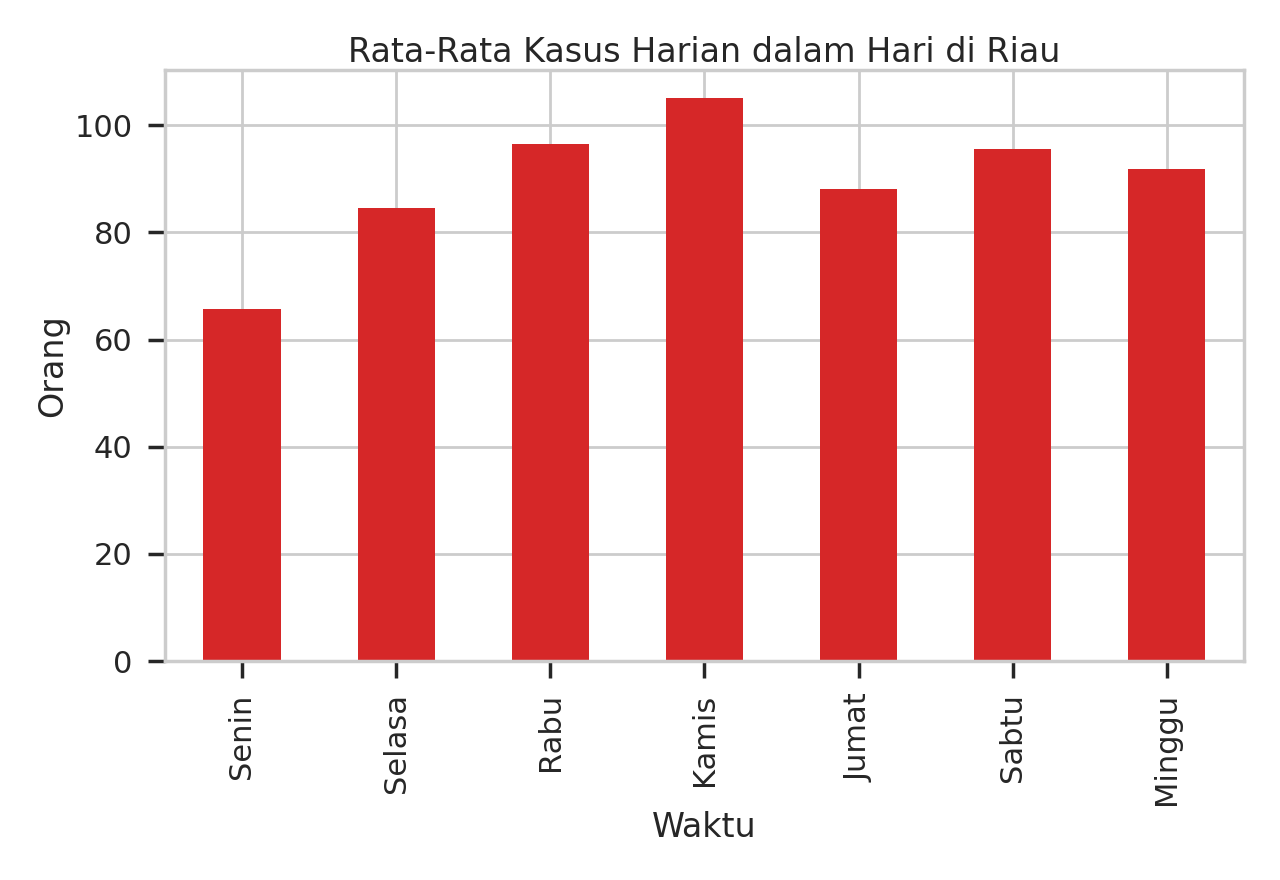 Rata-Rata Kasus Harian dalam Hari di Riau
100
80
60
40
20
0
Orang
Senin
Selasa
Rabu
Kamis
Jumat
Sabtu
Minggu
Waktu